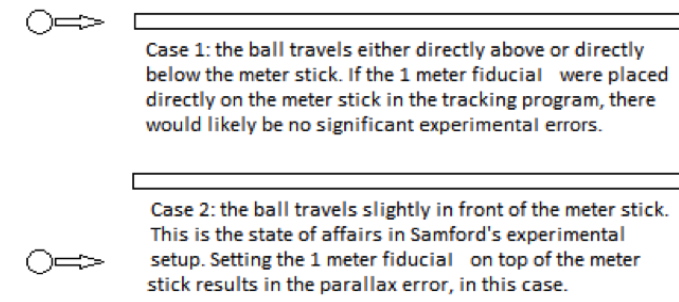 Case 1: the ball travels either directly above or directly
below the meter stick. If the 1 meter fiducial were placed
directly on the meter stick in the tracking program, there
would likely be no significant experimental errors.
Case 2: the ball travels slightly in front of the meter stick.
This is the state of affairs in Samford's experimental
setup. Setting the 1 meter fiducial on top of the meter
stick results in the parallax error, in this case.